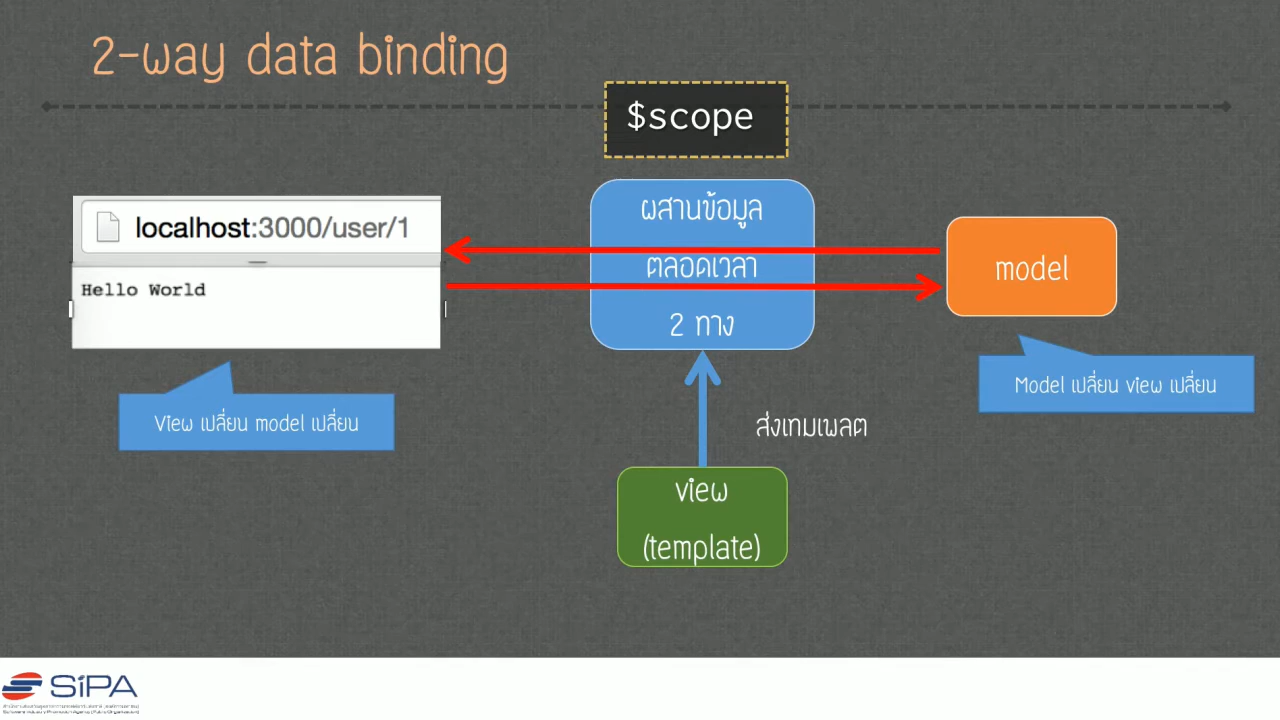 2-way data binding
$scope
localhost:3000/user/1
Hello World
ผสานข้อมูล
ตลอดเวลา
2 ทาง
model
View เปลี่ยน model เปลี่ยน
Model เปลี่ยน view เปลี่ยน
ส่งเทมเพลต
view
(template)
SiPA